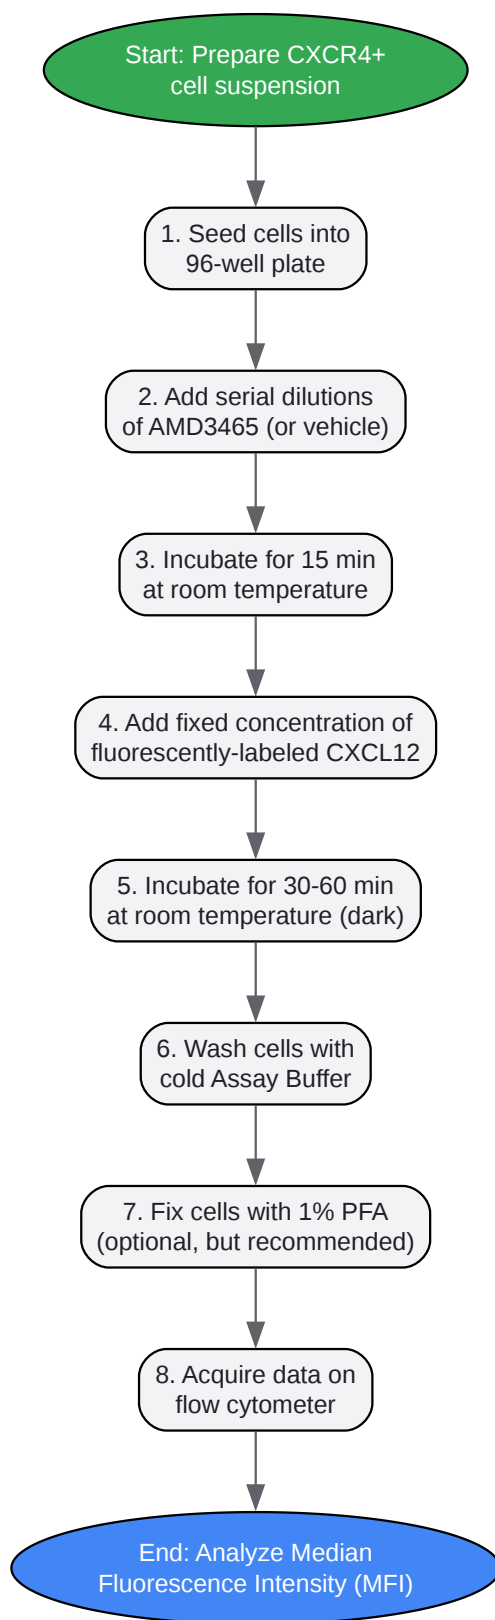 Start: Prepare CXCR4+
cell suspension
1. Seed cells into
96-well plate
2. Add serial dilutions
of AMD3465 (or vehicle)
3. Incubate for 15 min
at room temperature
4. Add fixed concentration of
fluorescently-labeled CXCL12
5. Incubate for 30-60 min
at room temperature (dark)
6. Wash cells with
cold Assay Buffer
7. Fix cells with 1% PFA
(optional, but recommended)
8. Acquire data on
flow cytometer
End: Analyze Median
Fluorescence Intensity (MFI)